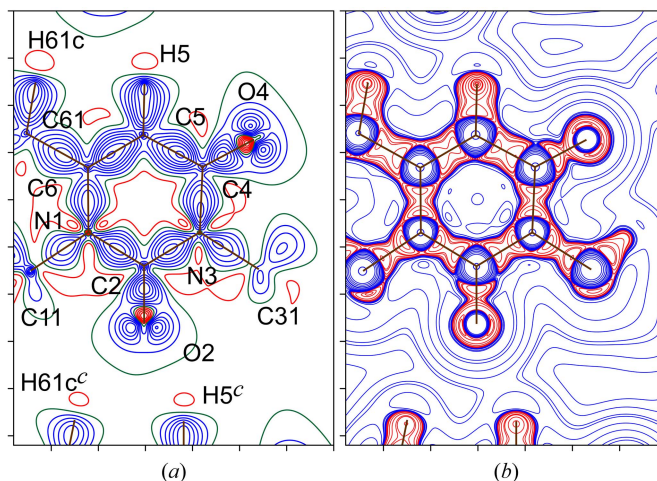 H61c H5
O4
C61 C5
C6 C4
N1
C2 N3
C11 C31
O2
H61c^c H5^c
(a) (b)